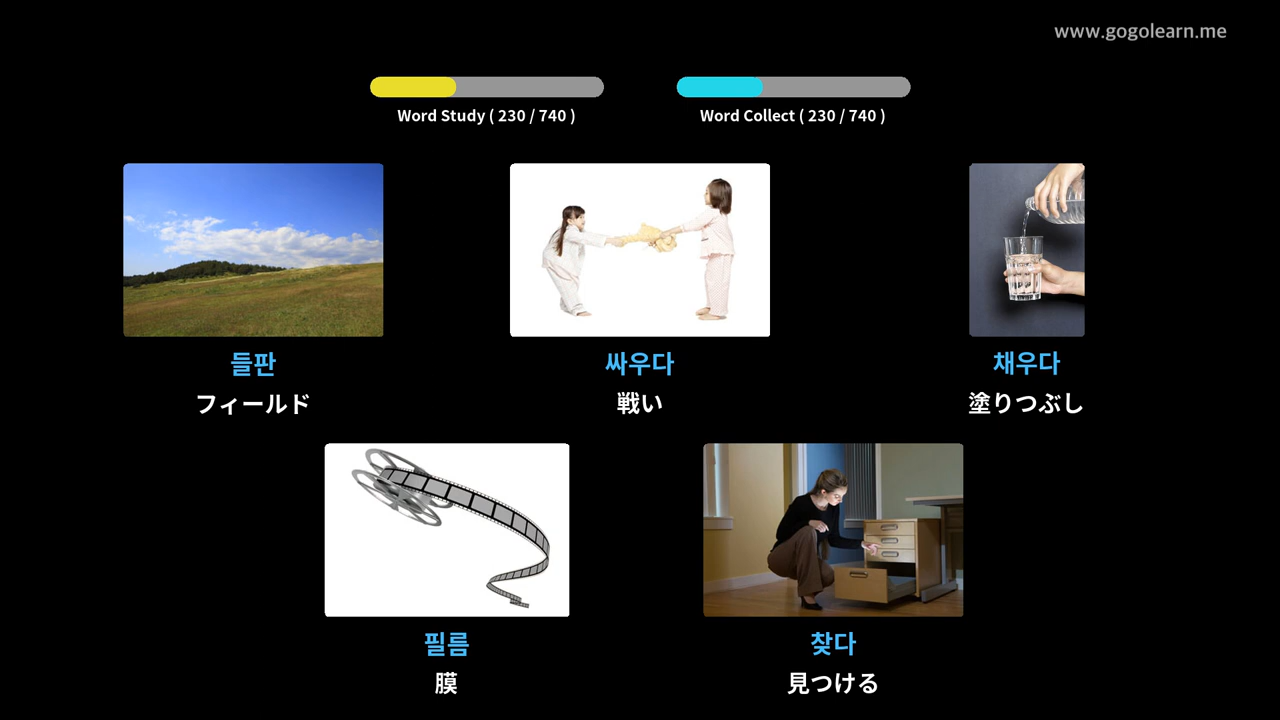 www.gogolearn.me
Word Study ( 230 / 740 )
Word Collect ( 230 / 740 )
들판
フィールド
싸우다
戦い
채우다
塗りつぶし
필름
膜
찾다
見つける